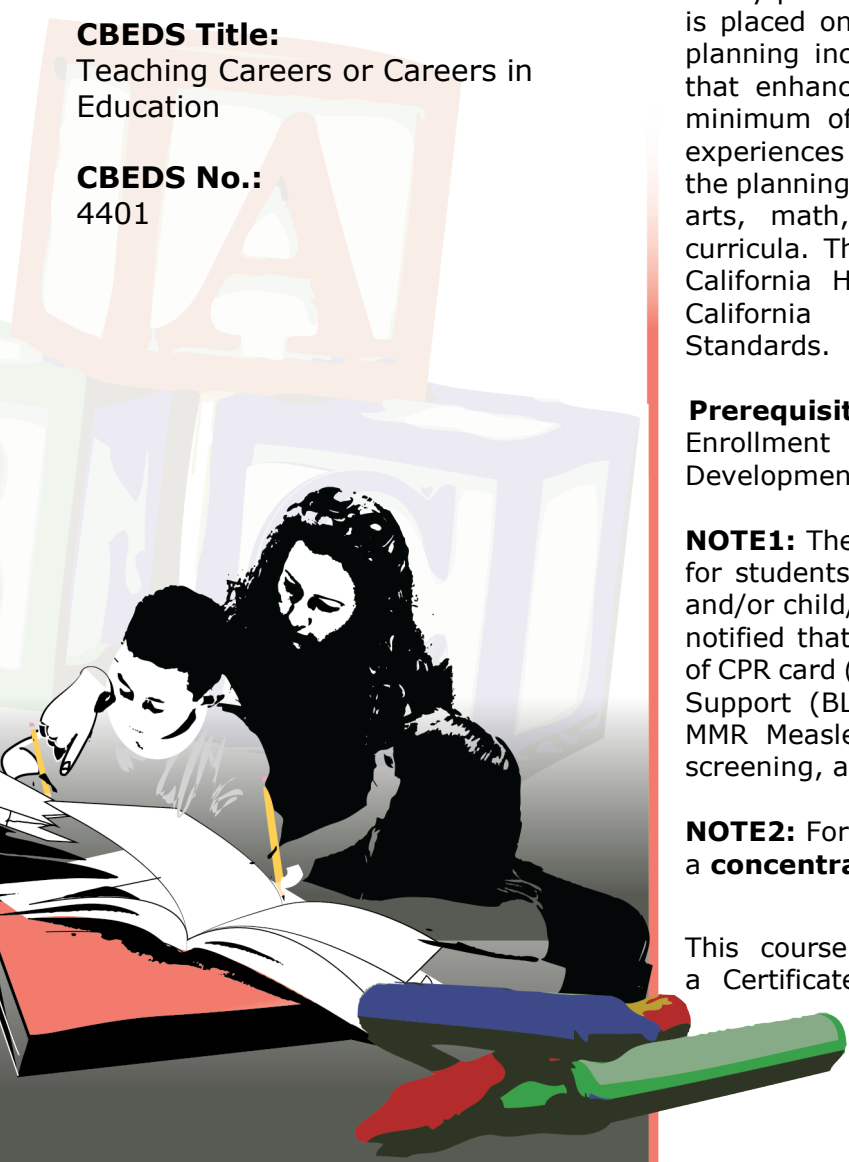 CBEDS Title:
Teaching Careers or Careers in
Education
CBEDS No.:
4401
A
is placed on
planning inc
that enhanc
minimum of
experiences
the planning
arts, math,
curricula. Th
California H
California
Standards.
Prerequisit
Enrollment
Developmen
NOTE1: The
for students
and/or child/
notified that
of CPR card (
Support (BL
MMR Measle
screening, a
NOTE2: For
a concentra
This course
a Certificate